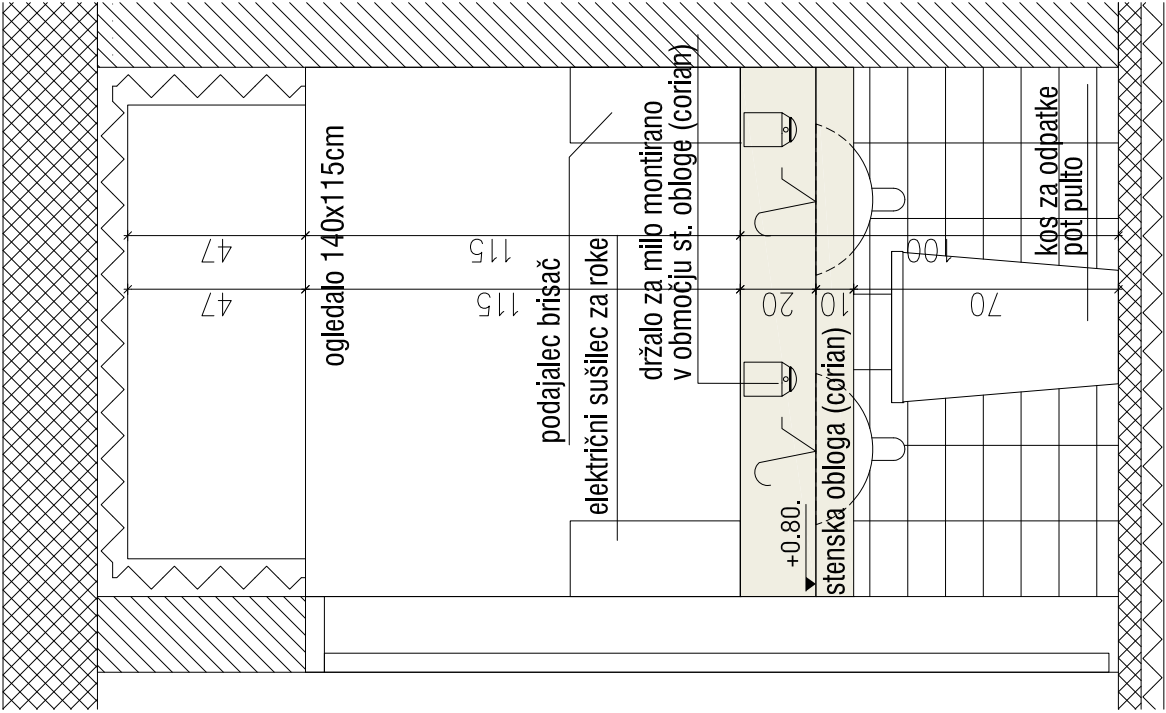 47
115
100
47
115
20
10
70
ogledalo 140x115cm
podajalec brisač
električni sušilec za roke
držalo za milo montirano
v območju st. obloge (corian)
+0.80.
stenska obloga (corian)
kos za odpatke
pot pulto